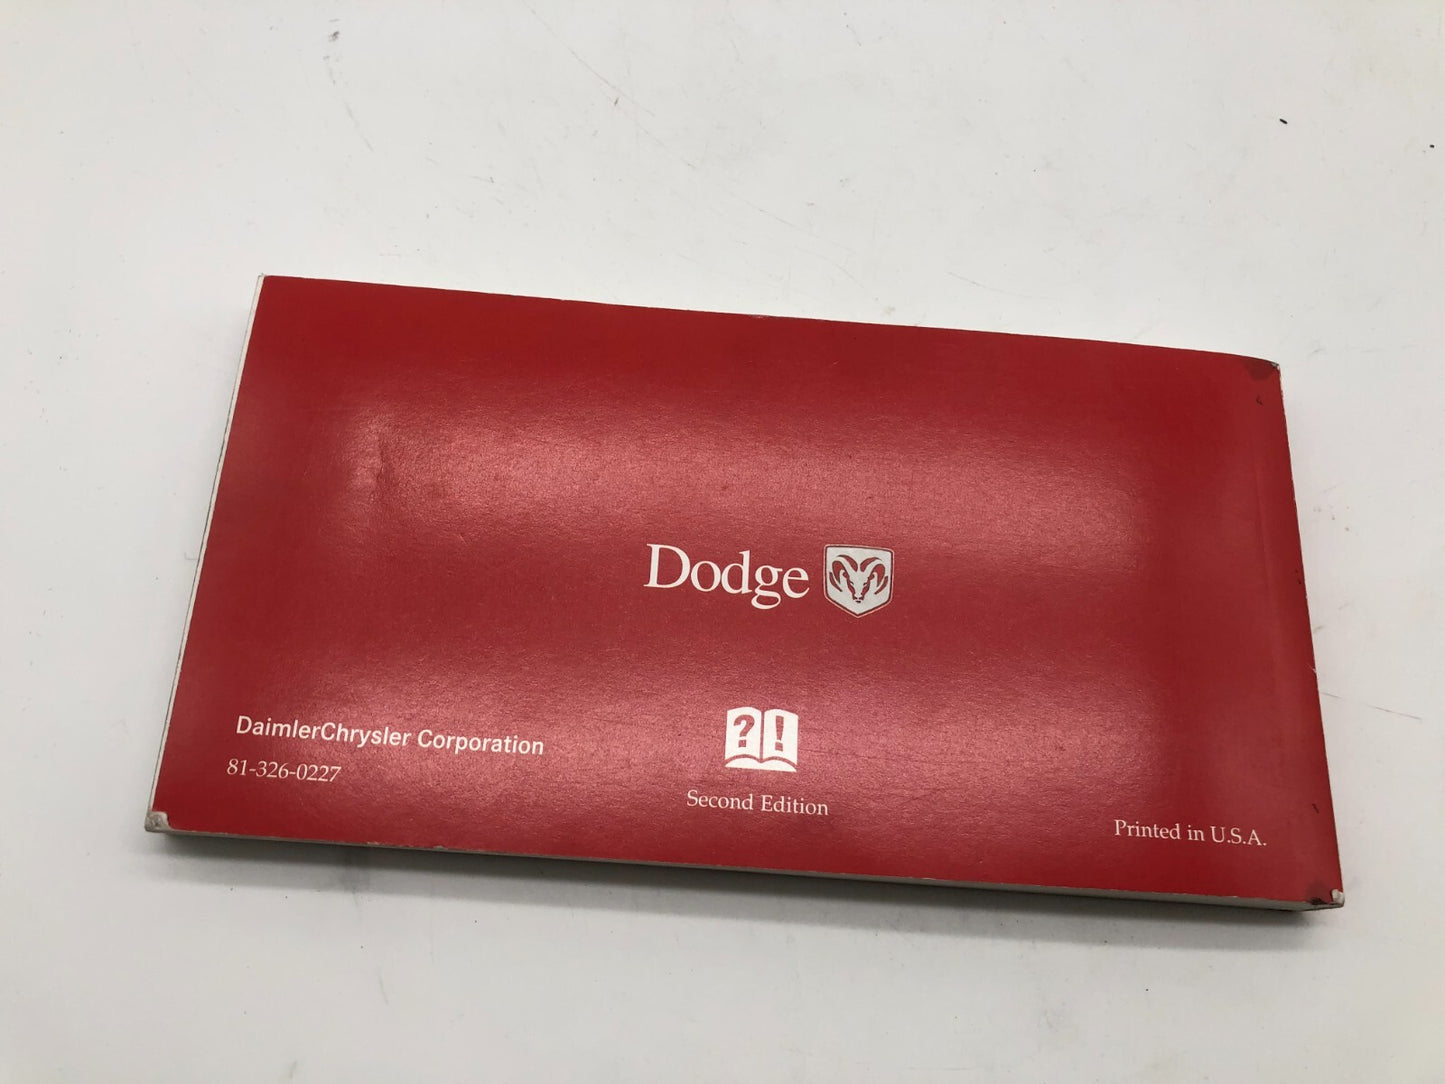 Dodge
DaimlerChrysler Corporation
81-326-0227
? !
Second Edition
Printed in U.S.A.